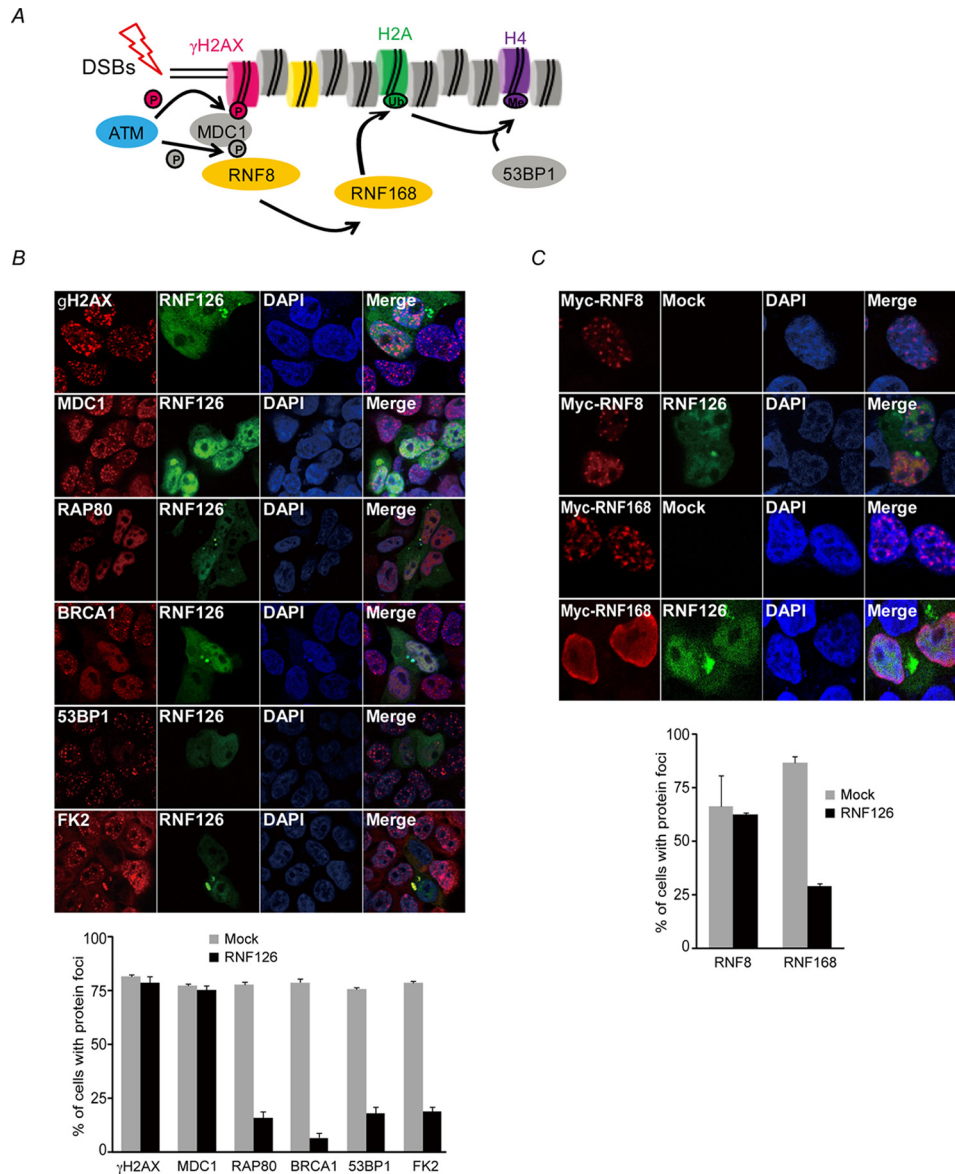 A
γH2AX
H2A
H4
DSBs
P
P
Ub
Me
ATM
MDC1
P
P
RNF8
RNF168
53BP1
B
gH2AX RNF126 DAPI Merge
MDC1 RNF126 DAPI Merge
RAP80 RNF126 DAPI Merge
BRCA1 RNF126 DAPI Merge
53BP1 RNF126 DAPI Merge
FK2 RNF126 DAPI Merge
% of cells with protein foci
100
75
50
25
0
Mock
RNF126
γH2AX MDC1 RAP80 BRCA1 53BP1 FK2
C
Myc-RNF8 Mock DAPI Merge
Myc-RNF8 RNF126 DAPI Merge
Myc-RNF168 Mock DAPI Merge
Myc-RNF168 RNF126 DAPI Merge
% of cells with protein foci
100
75
50
25
0
Mock
RNF126
RNF8 RNF168